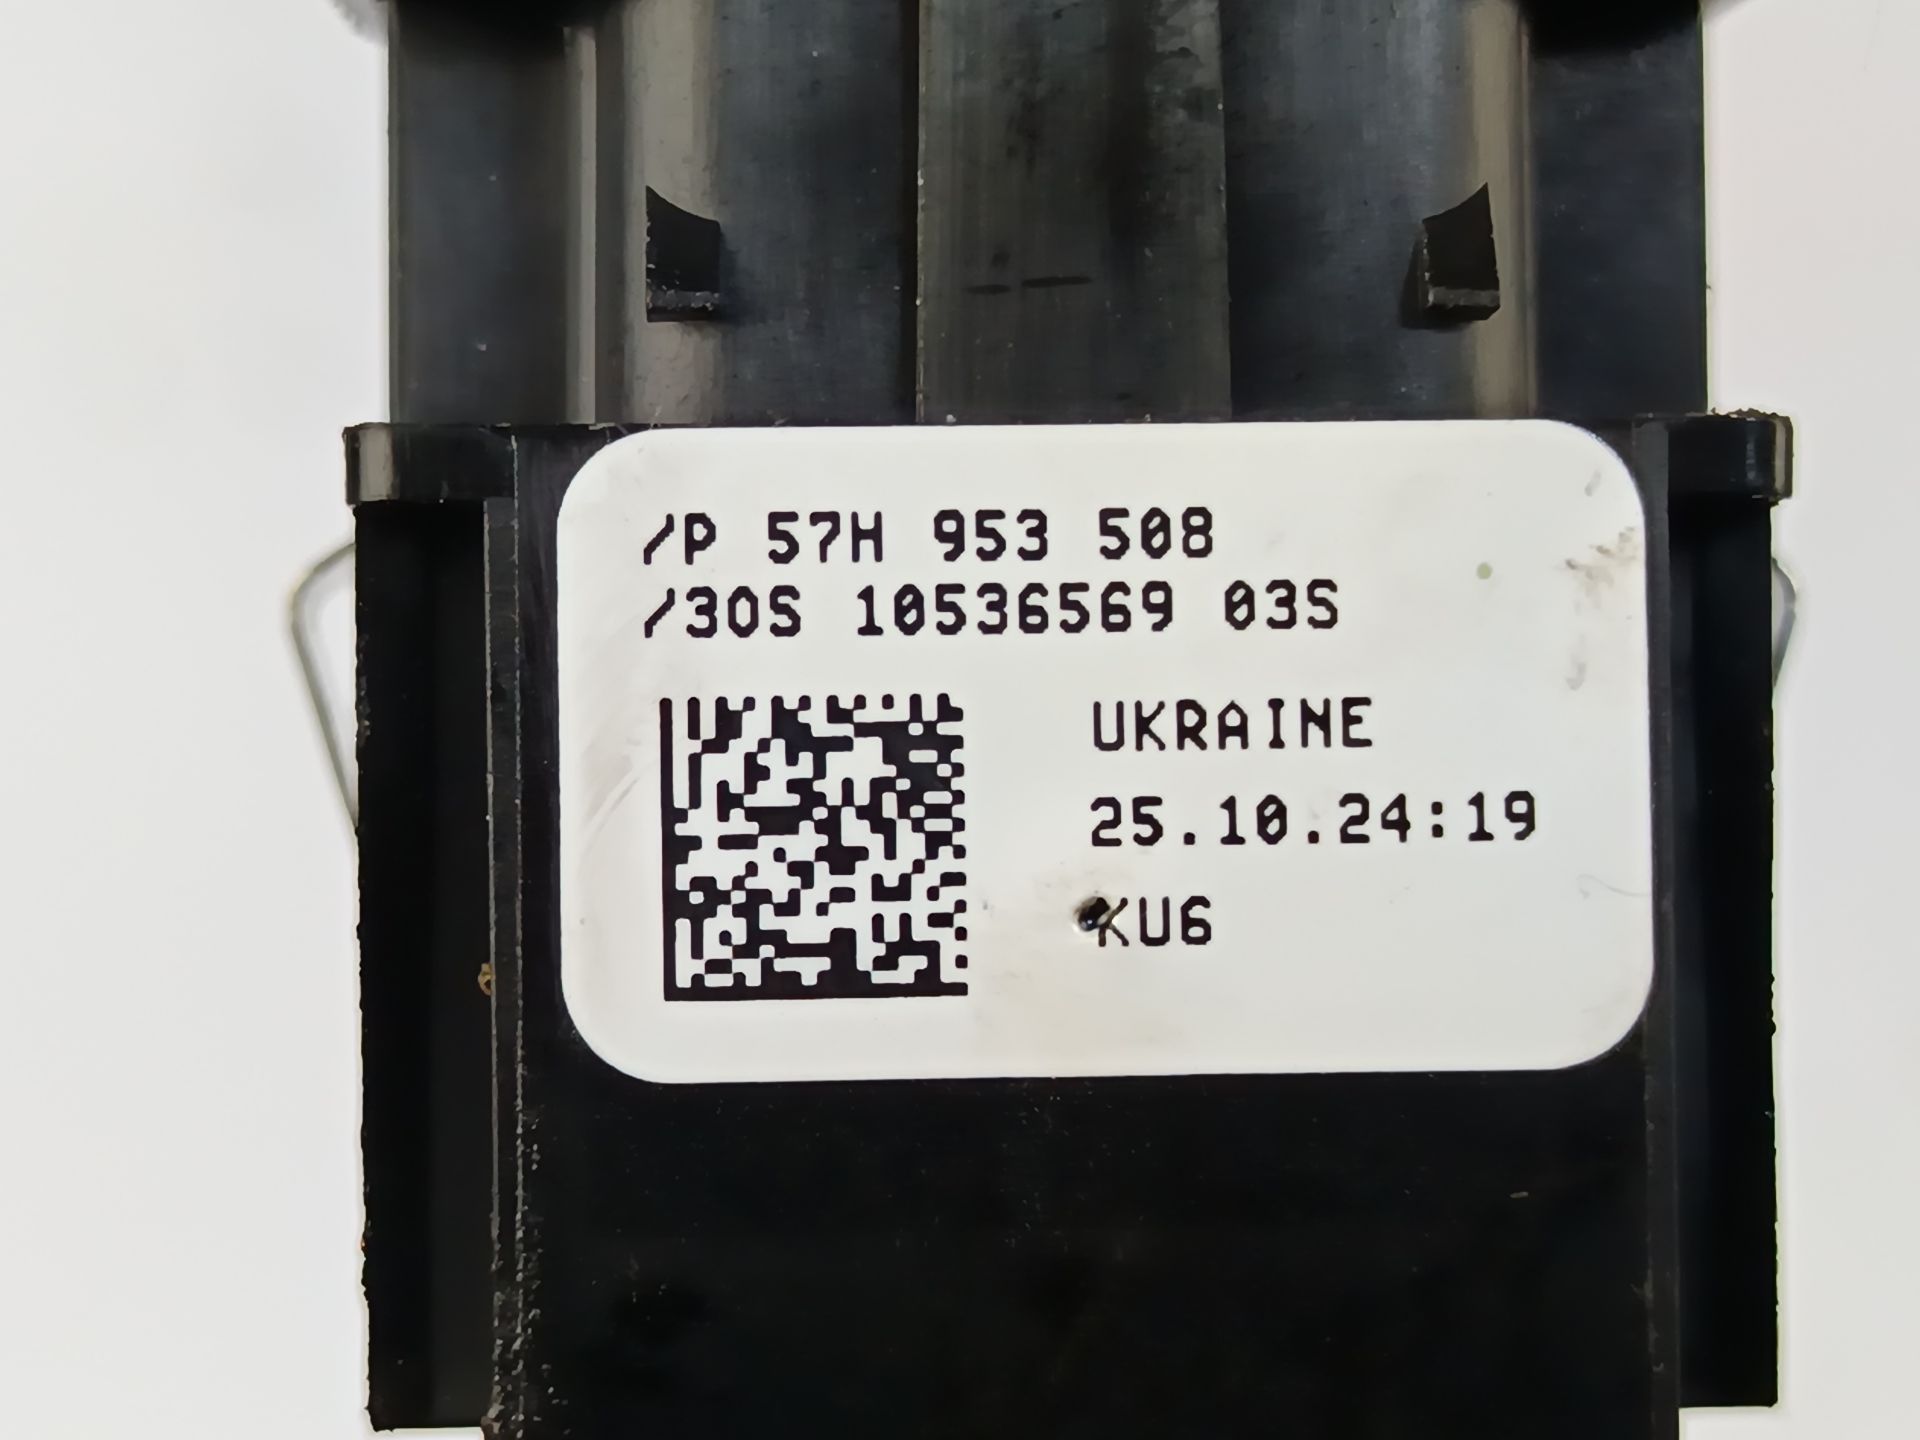 /P 57H 953 508
/30S 10536569 03S
UKRAINE
25.10.24:19
KU6